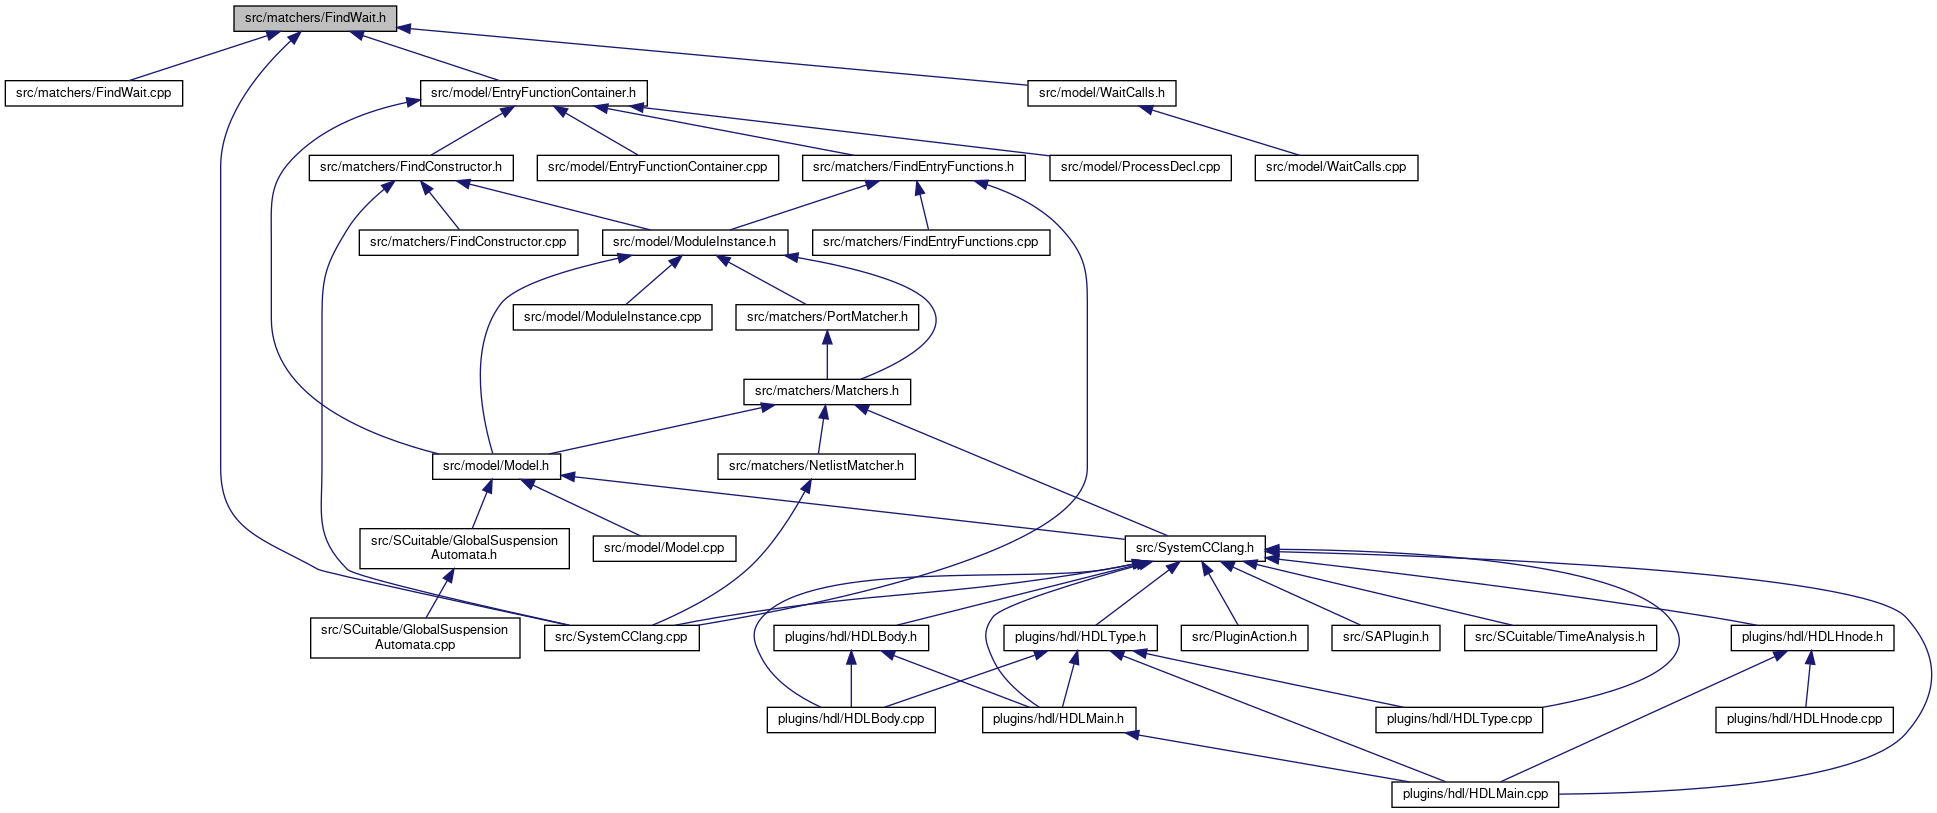 src/matchers/FindWait.h
src/matchers/FindWait.cpp
src/model/EntryFunctionContainer.h
src/model/WaitCalls.h
src/matchers/FindConstructor.h
src/model/EntryFunctionContainer.cpp
src/matchers/FindEntryFunctions.h
src/model/ProcessDecl.cpp
src/model/WaitCalls.cpp
src/matchers/FindConstructor.cpp
src/model/ModuleInstance.h
src/matchers/FindEntryFunctions.cpp
src/model/ModuleInstance.cpp
src/matchers/PortMatcher.h
src/matchers/Matchers.h
src/model/Model.h
src/matchers/NetlistMatcher.h
src/SCuitable/GlobalSuspension
Automata.h
src/model/Model.cpp
src/SystemCClang.h
src/SCuitable/GlobalSuspension
Automata.cpp
src/SystemCClang.cpp
plugins/hdl/HDLBody.h
plugins/hdl/HDLType.h
src/PluginAction.h
src/SAPlugin.h
src/SCuitable/TimeAnalysis.h
plugins/hdl/HDLHnode.h
plugins/hdl/HDLBody.cpp
plugins/hdl/HDLMain.h
plugins/hdl/HDLType.cpp
plugins/hdl/HDLHnode.cpp
plugins/hdl/HDLMain.cpp